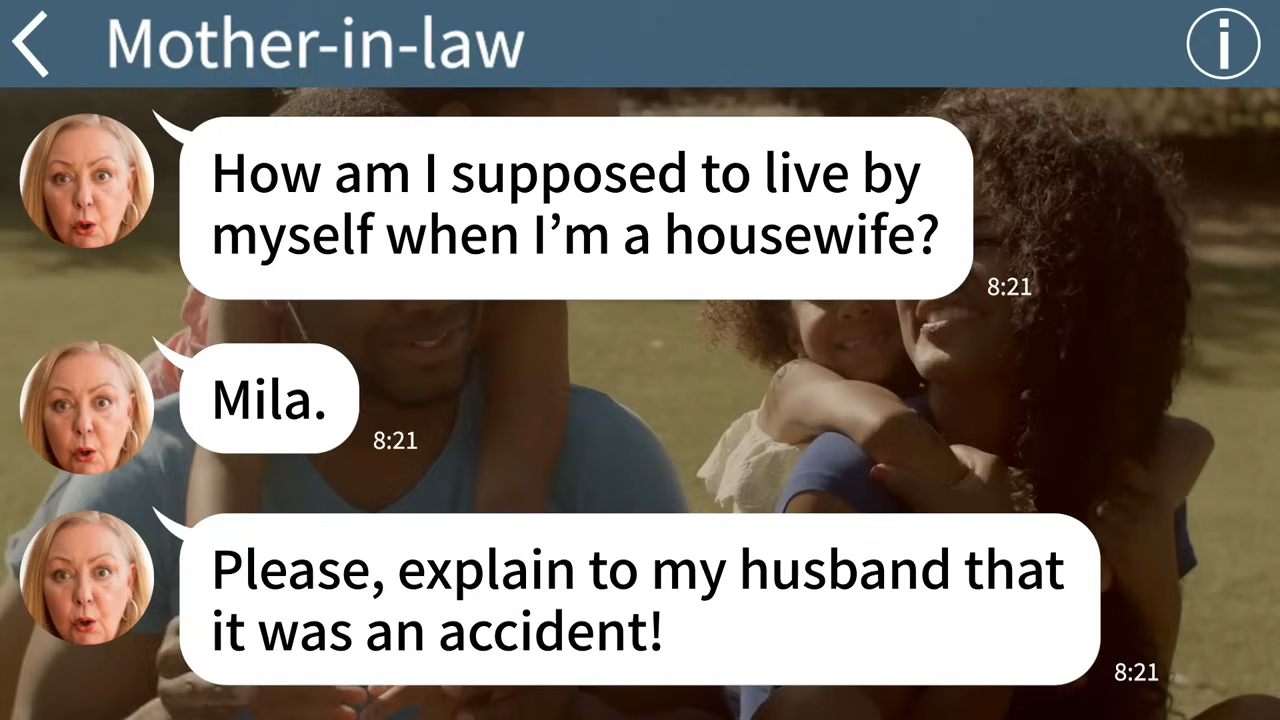 Mother-in-law
How am I supposed to live by
myself when I’m a housewife?
8:21
Mila.
8:21
Please, explain to my husband that
it was an accident!
8:21